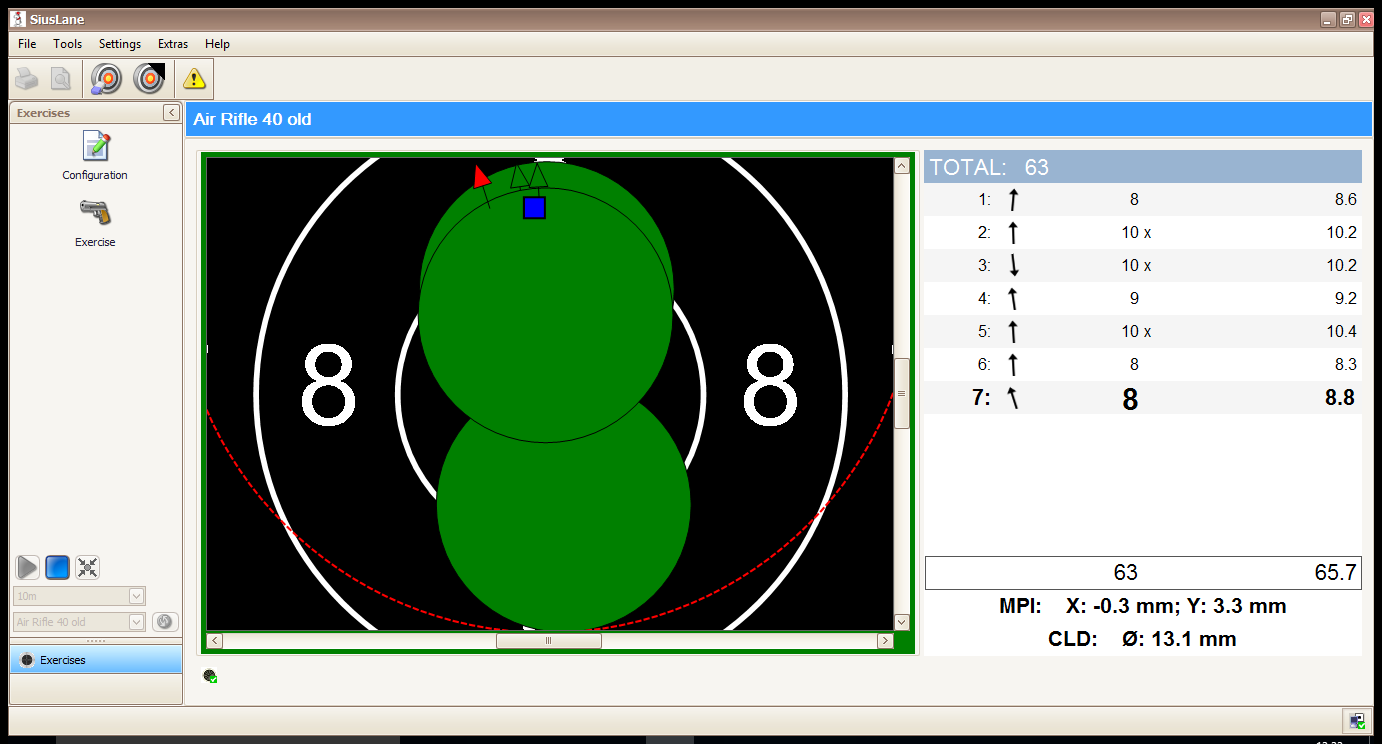 SiusLane
File Tools Settings Extras Help
Exercises
Configuration
Exercise
10m
Air Rifle 40 old
Exercises
Air Rifle 40 old
8 8
TOTAL: 63
1: 8 8.6
2: 10 x 10.2
3: 10 x 10.2
4: 9 9.2
5: 10 x 10.4
6: 8 8.3
7: 8 8.8
63 65.7
MPI: X: -0.3 mm; Y: 3.3 mm
CLD: Ø: 13.1 mm